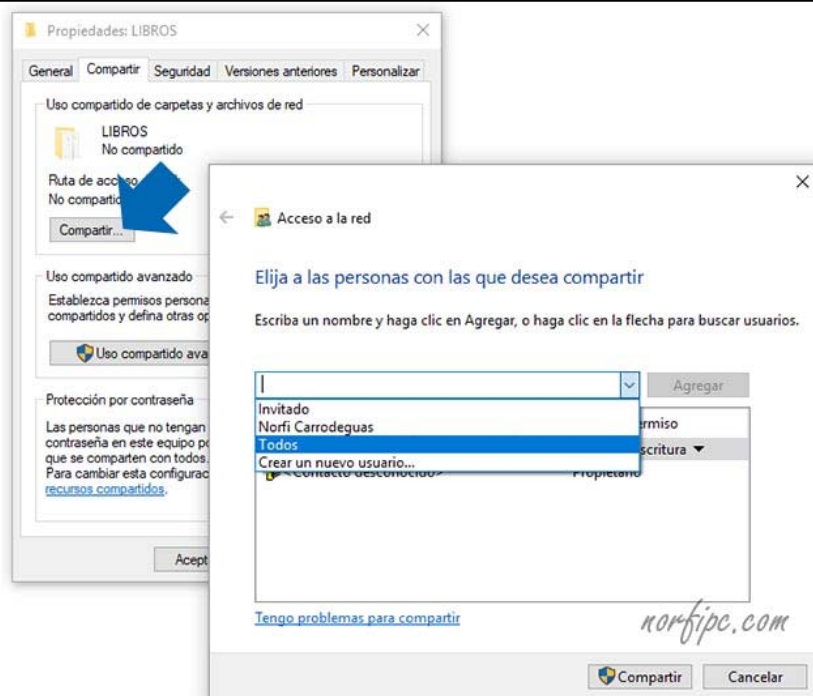 Propiedades: LIBROS
General Compartir Seguridad Versiones anteriores Personalizar
Uso compartido de carpetas y archivos de red
LIBROS
No compartido
Ruta de acceso
No compartido
Compartir...
Uso compartido avanzado
Establezca permisos persona
compartidos y defina otras op
Uso compartido ava
Protección por contraseña
Las personas que no tengan
contraseña en este equipo po
que se comparten con todos.
Para cambiar esta configurac
recursos compartidos.
Acept
Acceso a la red
Elija a las personas con las que desea compartir
Escriba un nombre y haga clic en Agregar, o haga clic en la flecha para buscar usuarios.
Agregar
Invitado
Norfi Carrodeguas
Todos
Crear un nuevo usuario...
ermiso
scritura
<Contacto desconocido> Propietario
Tengo problemas para compartir
norfipc.com
Compartir Cancelar